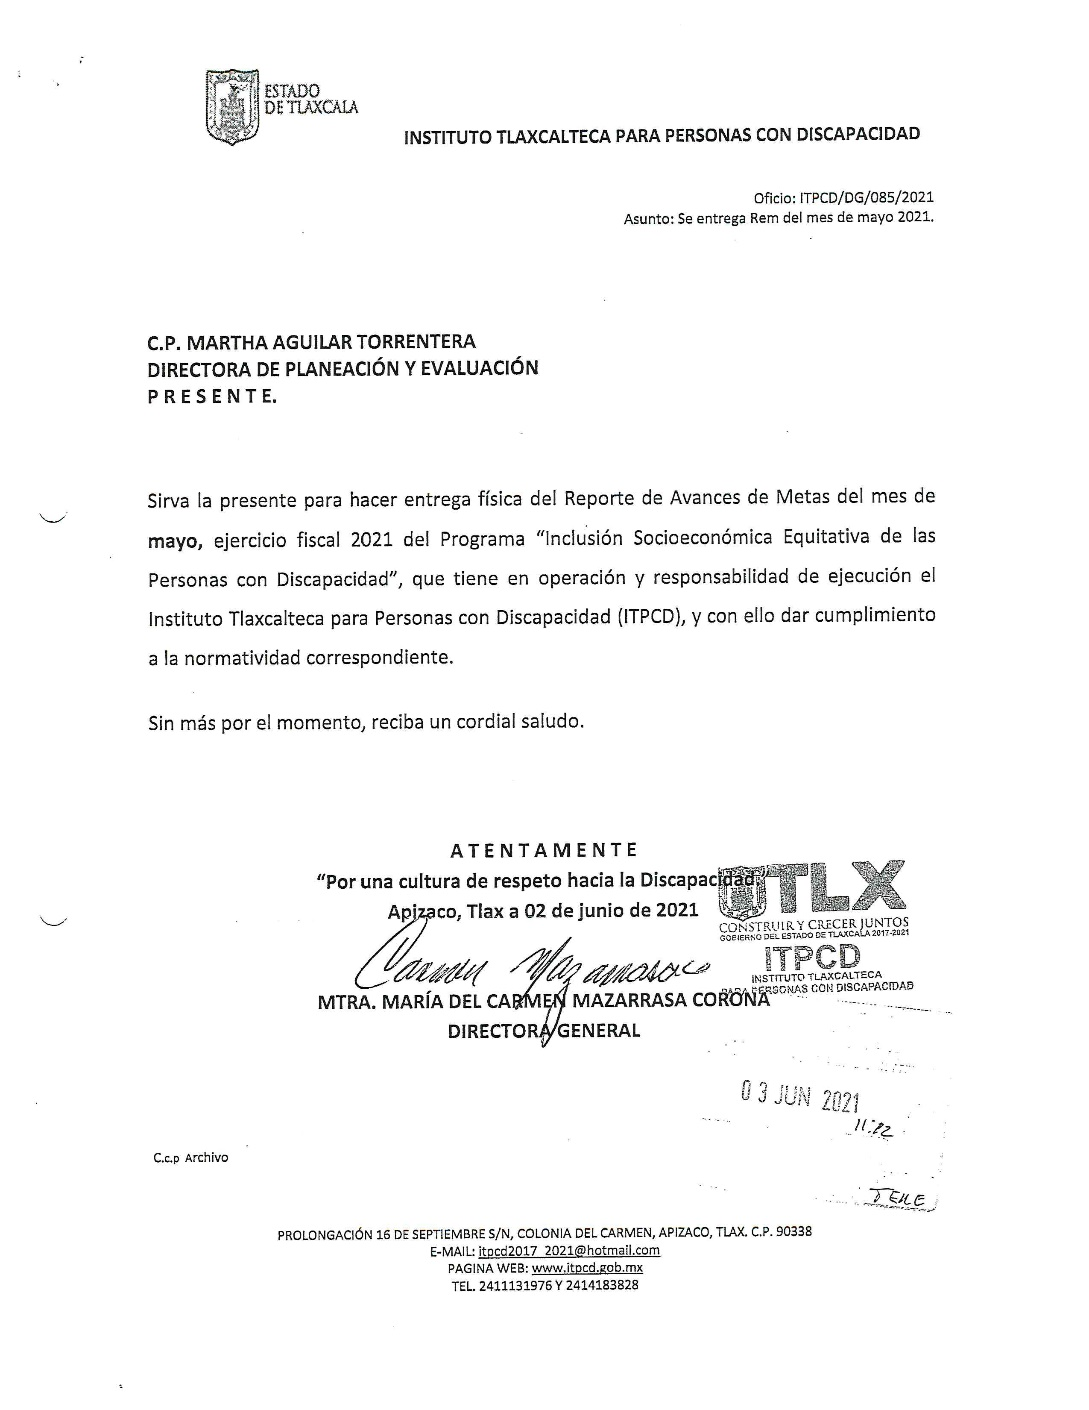 ESTADO
DE TLAXCALA
INSTITUTO TLAXCALTECA PARA PERSONAS CON DISCAPACIDAD
Oficio: ITPCD/DG/085/2021
Asunto: Se entrega Rem del mes de mayo 2021.
C.P. MARTHA AGUILAR TORRENTERA
DIRECTORA DE PLANEACIÓN Y EVALUACIÓN
P R E S E N T E.
Sirva la presente para hacer entrega física del Reporte de Avances de Metas del mes de
mayo, ejercicio fiscal 2021 del Programa “Inclusión Socioeconómica Equitativa de las
Personas con Discapacidad”, que tiene en operación y responsabilidad de ejecución el
Instituto Tlaxcalteca para Personas con Discapacidad (ITPCD), y con ello dar cumplimiento
a la normatividad correspondiente.
Sin más por el momento, reciba un cordial saludo.
A T E N T A M E N T E
“Por una cultura de respeto hacia la Discapacidad.”
Apizaco, Tlax a 02 de junio de 2021
TLX
CONSTRUIR Y CRECER JUNTOS
GOBIERNO DEL ESTADO DE TLAXCALA 2017-2021
ITPCD
INSTITUTO TLAXCALTECA
PARA PERSONAS CON DISCAPACIDAD
Carmen Mazarrasa C
MTRA. MARÍA DEL CARMEN MAZARRASA CORONA
DIRECTORA GENERAL
03 JUN 2021
C.c.p Archivo
PROLONGACIÓN 16 DE SEPTIEMBRE S/N, COLONIA DEL CARMEN, APIZACO, TLAX. C.P. 90338
E-MAIL: itpcd2017_2021@hotmail.com
PAGINA WEB: www.itpcd.gob.mx
TEL. 2411131976 Y 2414183828